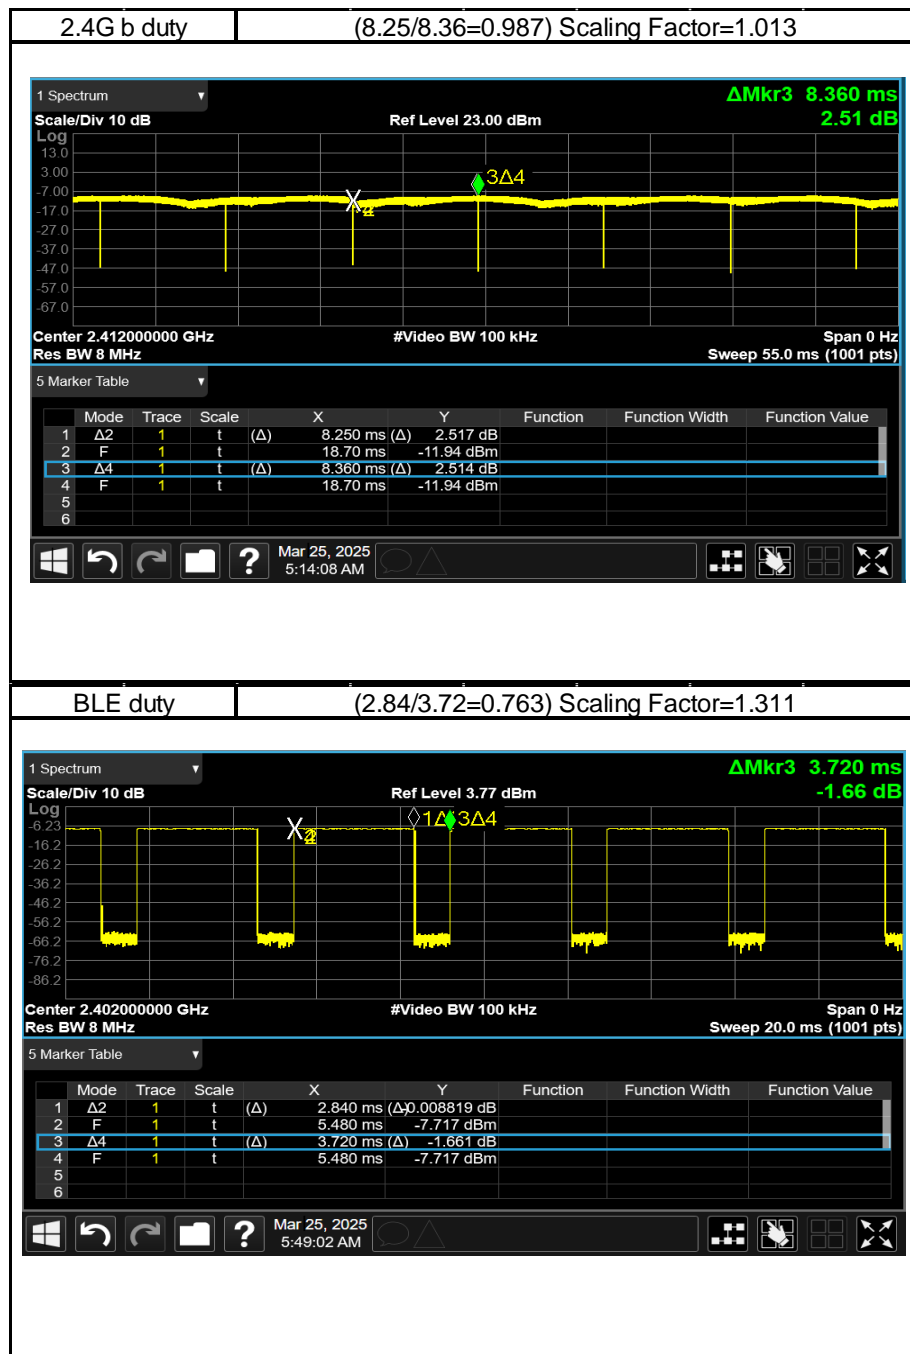 2.4G b duty (8.25/8.36=0.987) Scaling Factor=1.013
1 Spectrum ▼ ΔMkr3 8.360 ms
Scale/Div 10 dB Ref Level 23.00 dBm 2.51 dB
Log
13.0
3.00 3Δ4
-7.00
-17.0
-27.0
-37.0
-47.0
-57.0
-67.0
Center 2.412000000 GHz #Video BW 100 kHz Span 0 Hz
Res BW 8 MHz Sweep 55.0 ms (1001 pts)
5 Marker Table ▼
Mode Trace Scale X Y Function Function Width Function Value
1 Δ2 1 t (Δ) 8.250 ms (Δ) 2.517 dB
2 F 1 t 18.70 ms -11.94 dBm
3 Δ4 1 t (Δ) 8.360 ms (Δ) 2.514 dB
4 F 1 t 18.70 ms -11.94 dBm
5
6
? Mar 25, 2025
5:14:08 AM
BLE duty (2.84/3.72=0.763) Scaling Factor=1.311
1 Spectrum ▼ ΔMkr3 3.720 ms
Scale/Div 10 dB Ref Level 3.77 dBm -1.66 dB
Log 1Δ 3Δ4
-6.23
-16.2
-26.2
-36.2
-46.2
-56.2
-66.2
-76.2
-86.2
Center 2.402000000 GHz #Video BW 100 kHz Span 0 Hz
Res BW 8 MHz Sweep 20.0 ms (1001 pts)
5 Marker Table ▼
Mode Trace Scale X Y Function Function Width Function Value
1 Δ2 1 t (Δ) 2.840 ms (Δ) -0.008819 dB
2 F 1 t 5.480 ms -7.717 dBm
3 Δ4 1 t (Δ) 3.720 ms (Δ) -1.661 dB
4 F 1 t 5.480 ms -7.717 dBm
5
6
? Mar 25, 2025
5:49:02 AM